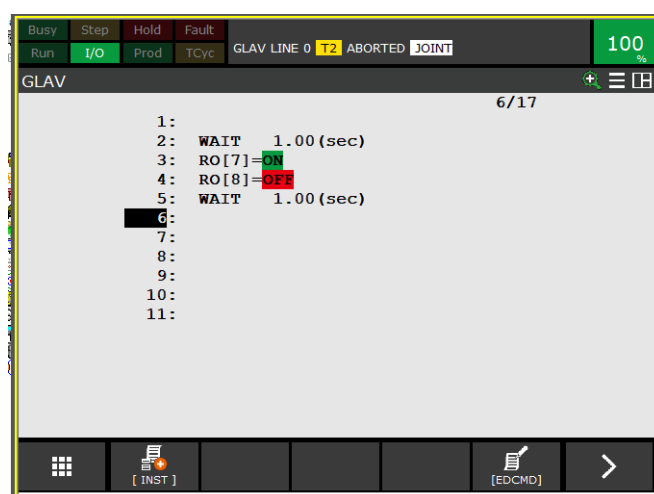 Busy Step Hold Fault
Run I/O Prod TCyc GLAV LINE 0 T2 ABORTED JOINT 100 %
GLAV
6/17
1:
2: WAIT 1.00(sec)
3: RO[7]=ON
4: RO[8]=OFF
5: WAIT 1.00(sec)
6:
7:
8:
9:
10:
11:
[ INST ] [EDCMD]